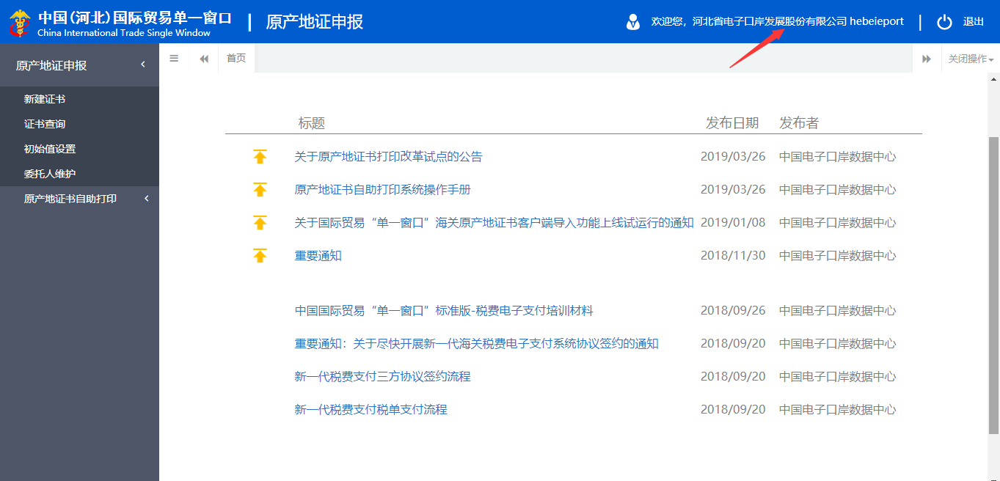 中国(河北)国际贸易单一窗口
China International Trade Single Window
原产地证申报
欢迎您，河北省电子口岸发展股份有限公司 hebeieport
退出
原产地证申报
首页
关闭操作
新建证书
证书查询
初始值设置
委托人维护
原产地证书自助打印
标题 发布日期 发布者
关于原产地证书打印改革试点的公告 2019/03/26 中国电子口岸数据中心
原产地证书自助打印系统操作手册 2019/03/26 中国电子口岸数据中心
关于国际贸易“单一窗口”海关原产地证书客户端导入功能上线试运行的通知 2019/01/08 中国电子口岸数据中心
重要通知 2018/11/30 中国电子口岸数据中心
中国国际贸易“单一窗口”标准版-税费电子支付培训材料 2018/09/26 中国电子口岸数据中心
重要通知：关于尽快开展新一代海关税费电子支付系统协议签约的通知 2018/09/20 中国电子口岸数据中心
新一代税费支付三方协议签约流程 2018/09/20 中国电子口岸数据中心
新一代税费支付税单支付流程 2018/09/20 中国电子口岸数据中心